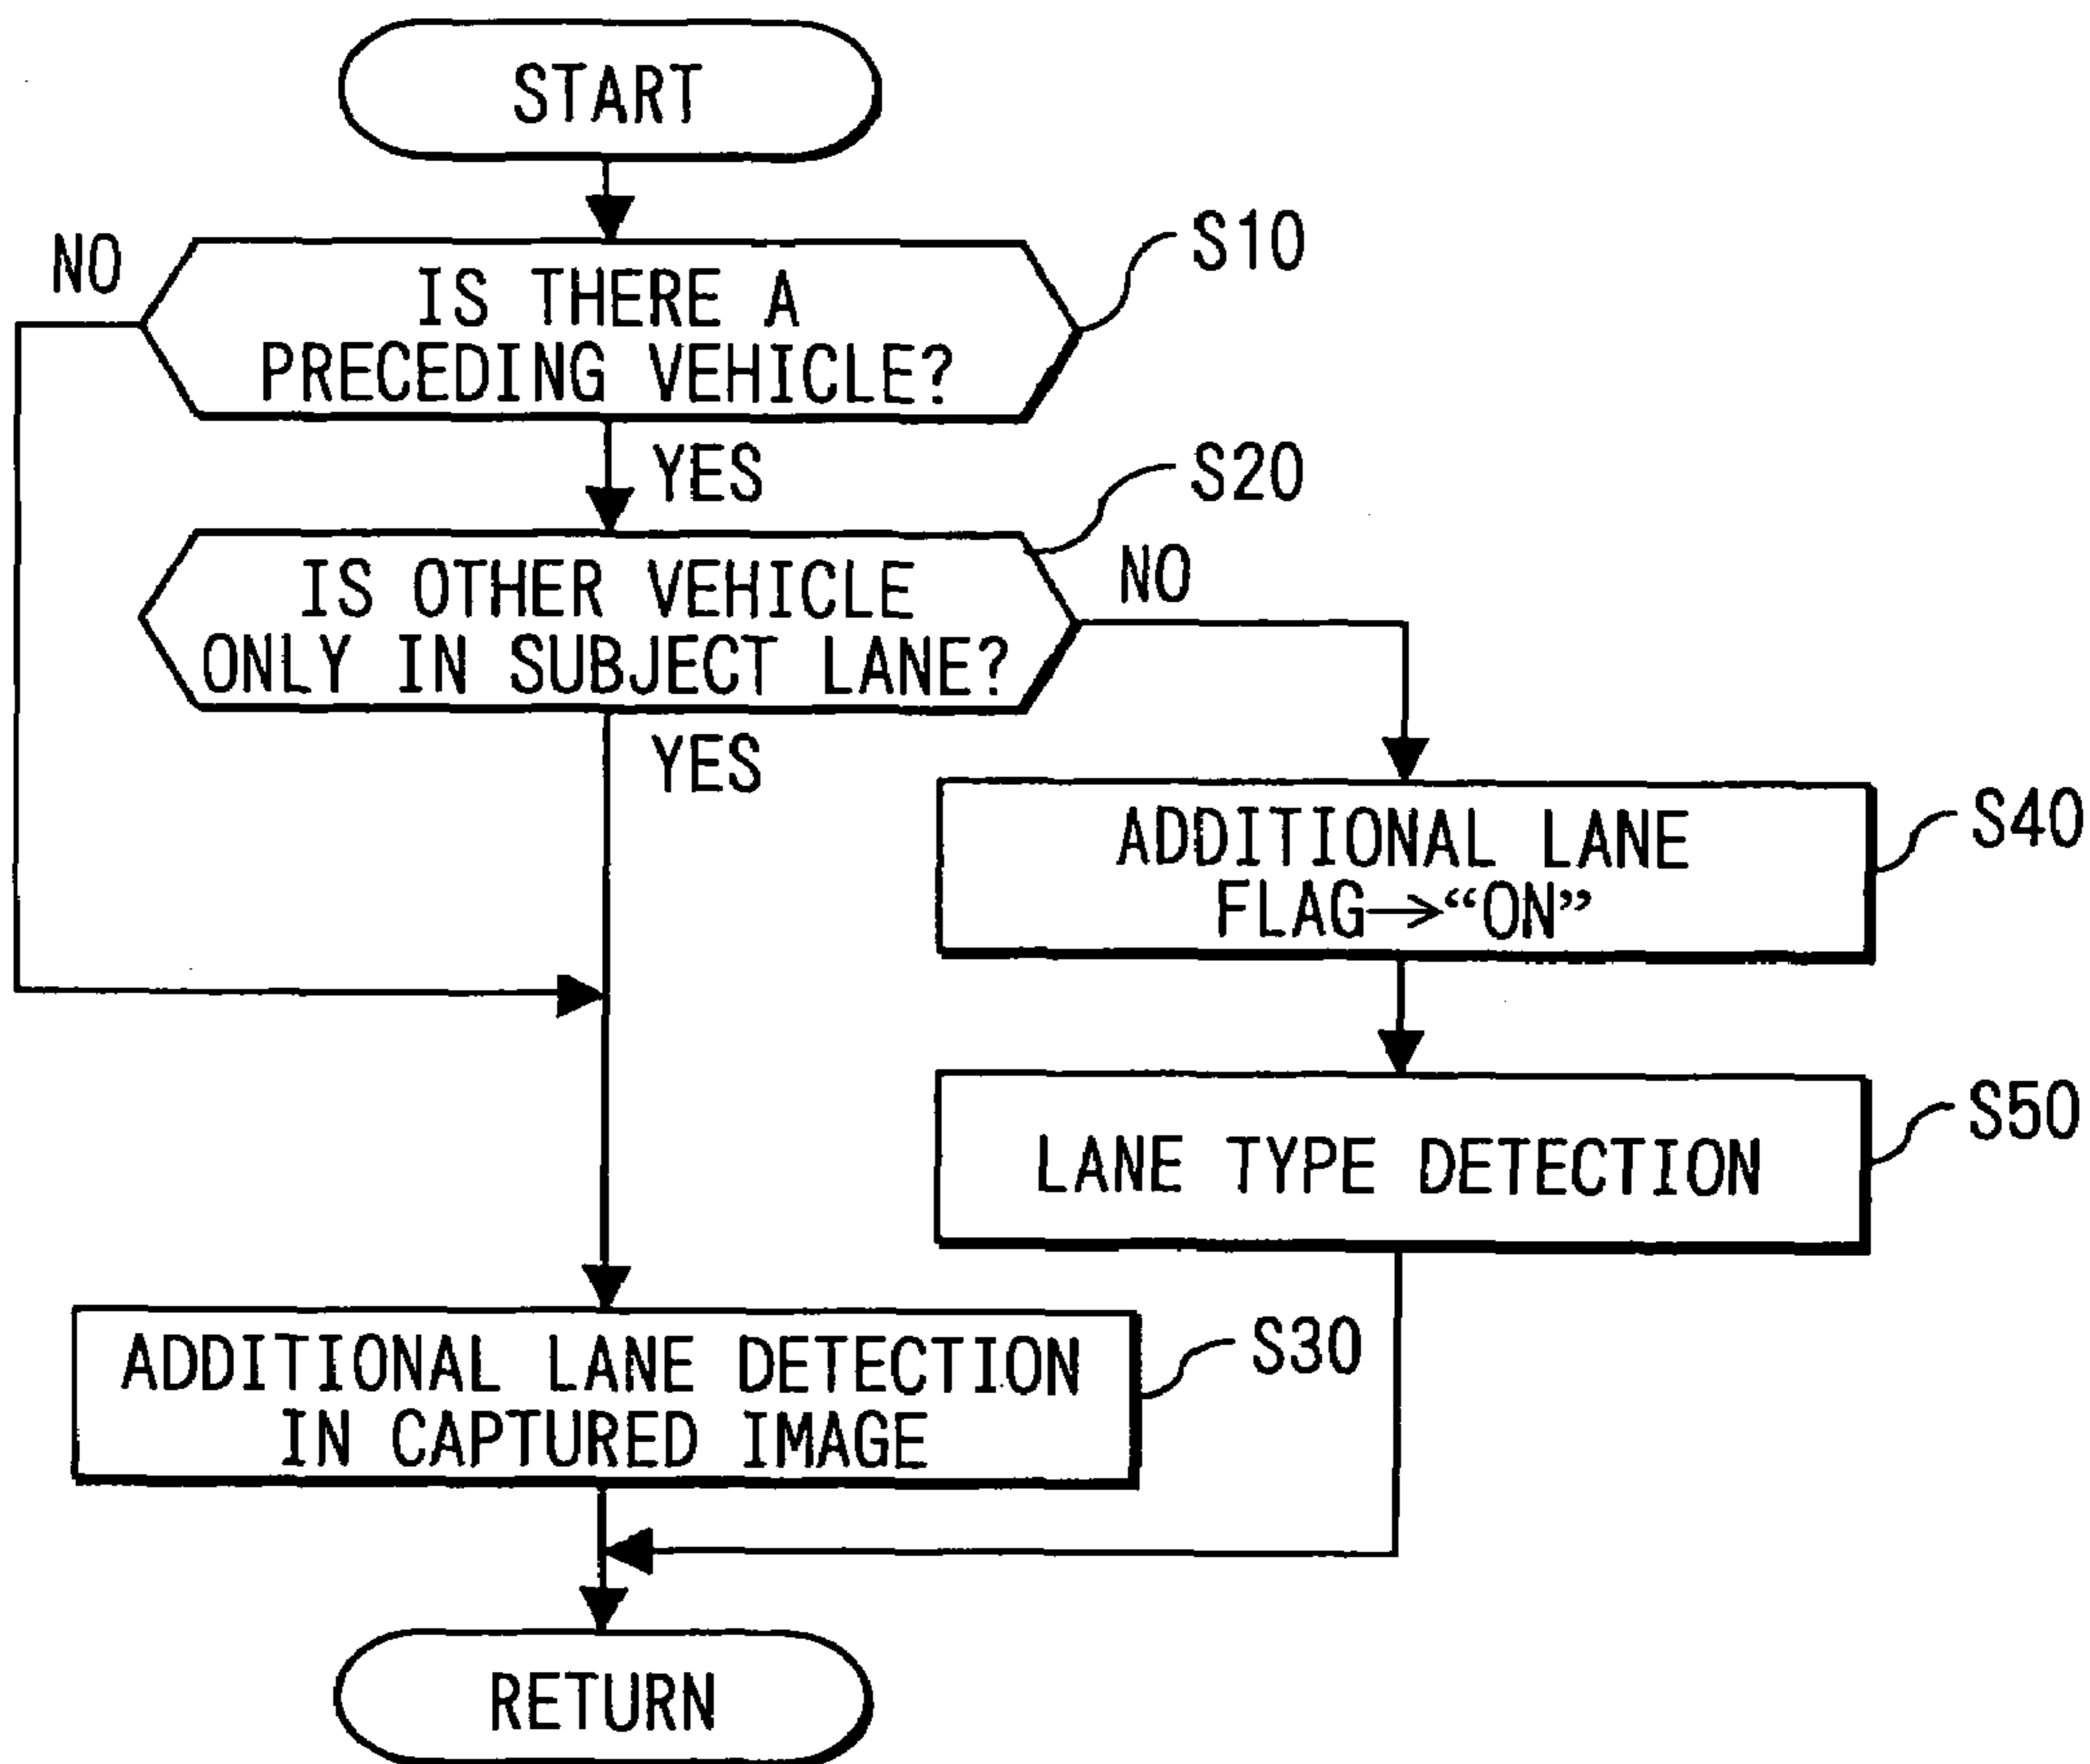 START
NO
S10
IS THERE A
PRECEDING VEHICLE?
YES
S20
IS OTHER VEHICLE
ONLY IN SUBJECT LANE?
NO
YES
ADDITIONAL LANE
FLAG→“ON”
S40
LANE TYPE DETECTION
S50
ADDITIONAL LANE DETECTION
IN CAPTURED IMAGE
S30
RETURN